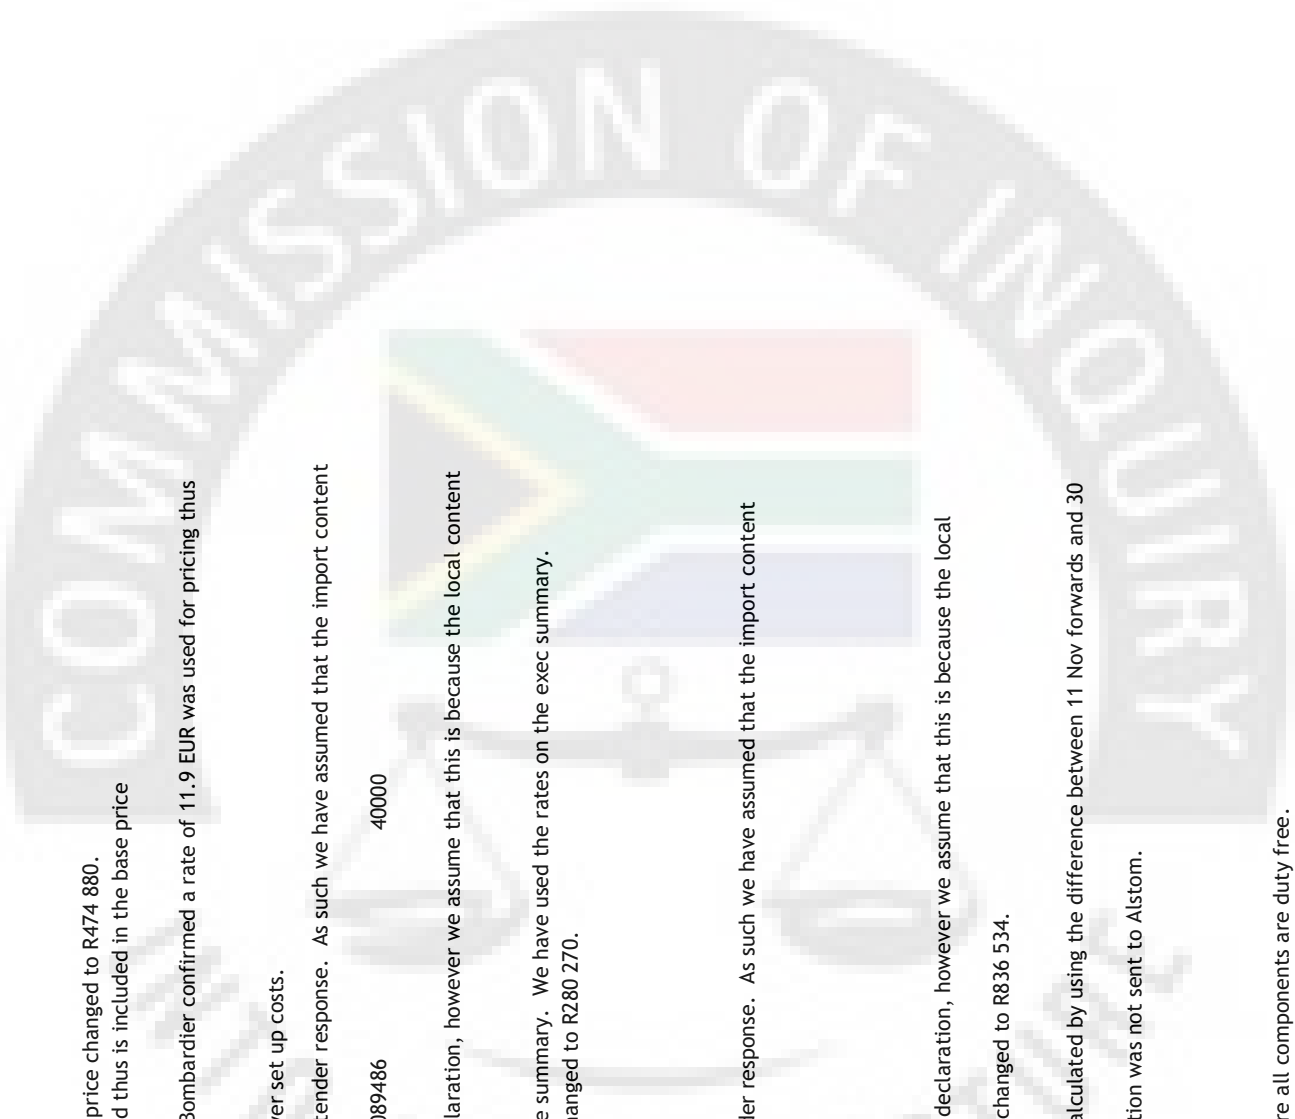 COMMISSION OF INQUIRY
price changed to R474 880.
d thus is included in the base price
Bombardier confirmed a rate of 11.9 EUR was used for pricing thus
er set up costs.
tender response. As such we have assumed that the import content
089486 40000
laration, however we assume that this is because the local content
e summary. We have used the rates on the exec summary.
hanged to R280 270.
er response. As such we have assumed that the import content
declaration, however we assume that this is because the local
changed to R836 534.
alculated by using the difference between 11 Nov forwards and 30
tion was not sent to Alstom.
re all components are duty free.